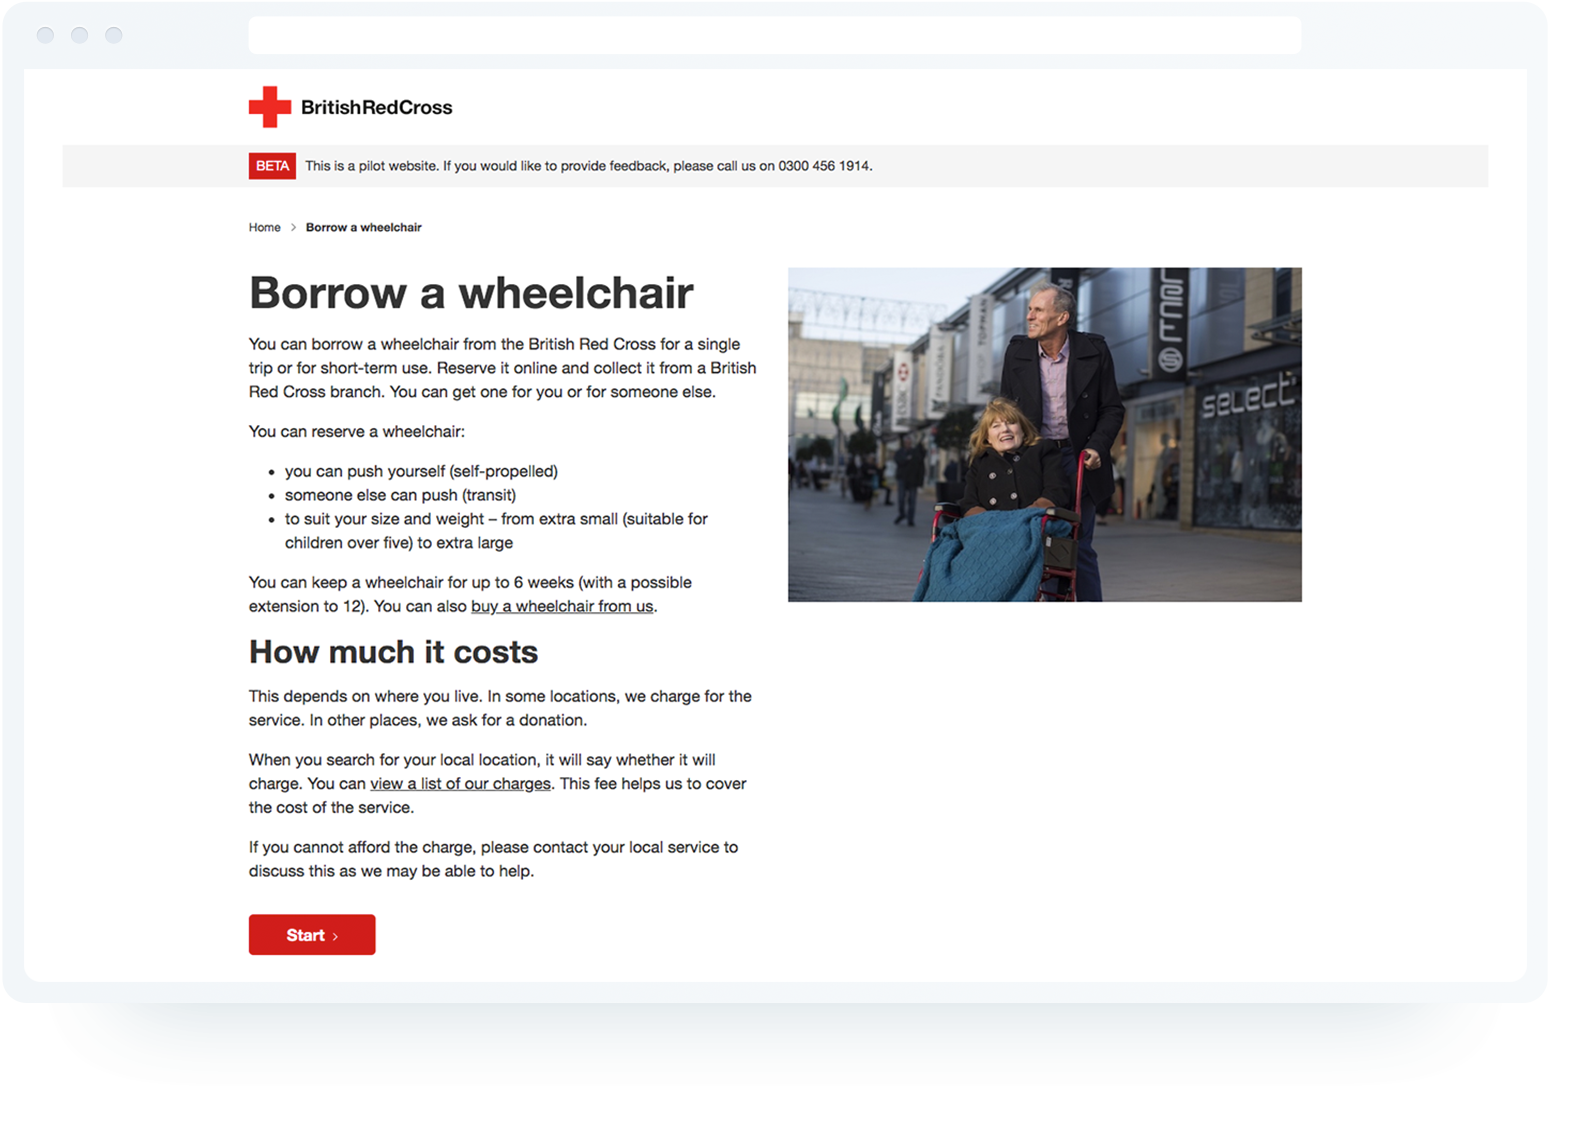 BritishRedCross
BETA This is a pilot website. If you would like to provide feedback, please call us on 0300 456 1914.
Home > Borrow a wheelchair
Borrow a wheelchair
You can borrow a wheelchair from the British Red Cross for a single
trip or for short-term use. Reserve it online and collect it from a British
Red Cross branch. You can get one for you or for someone else.
You can reserve a wheelchair:
• you can push yourself (self-propelled)
• someone else can push (transit)
• to suit your size and weight – from extra small (suitable for
children over five) to extra large
You can keep a wheelchair for up to 6 weeks (with a possible
extension to 12). You can also buy a wheelchair from us.
How much it costs
This depends on where you live. In some locations, we charge for the
service. In other places, we ask for a donation.
When you search for your local location, it will say whether it will
charge. You can view a list of our charges. This fee helps us to cover
the cost of the service.
If you cannot afford the charge, please contact your local service to
discuss this as we may be able to help.
Start >
PANDORA
TOPMAN
select